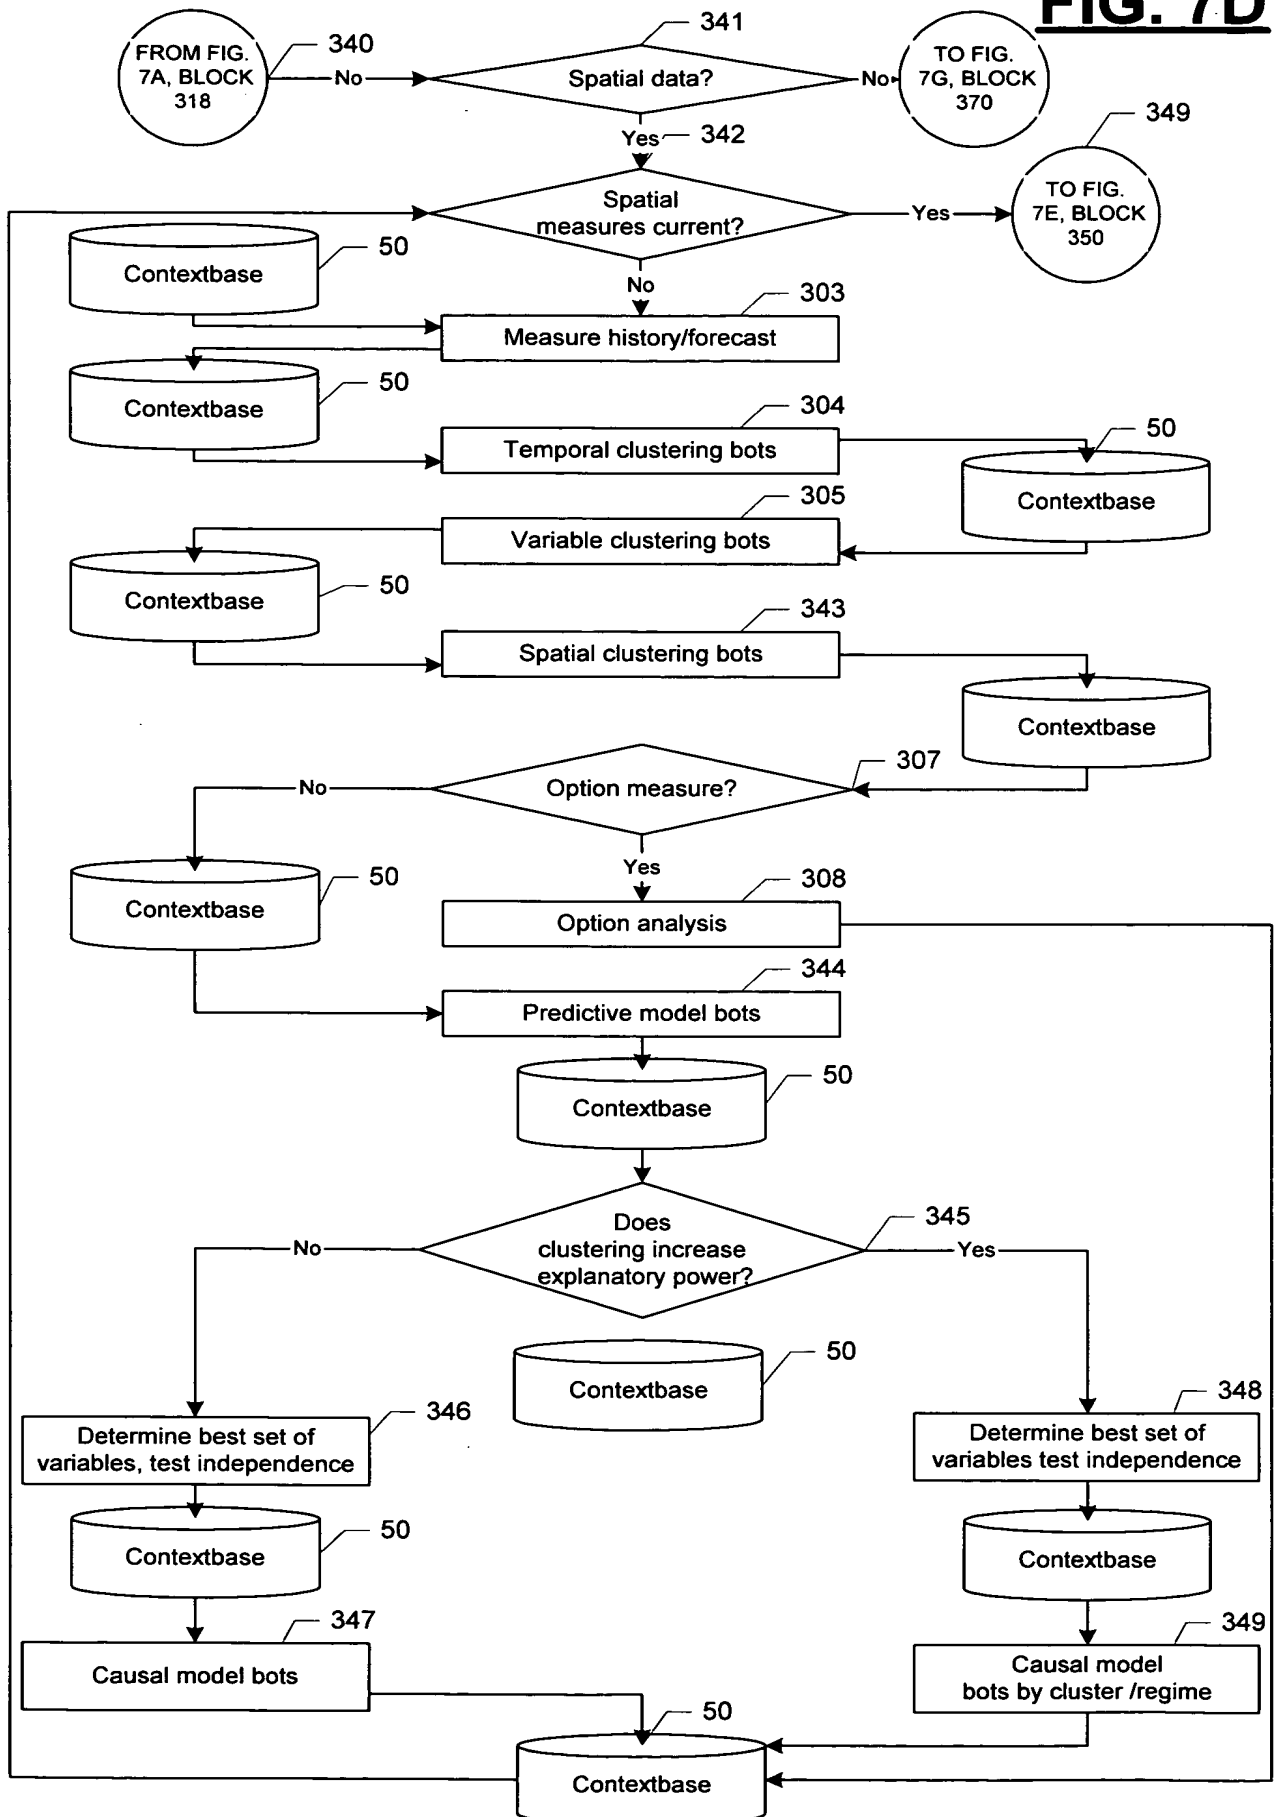 FIG. 7D
FROM FIG.
7A, BLOCK
318
340
No
341
Spatial data?
No
TO FIG.
7G, BLOCK
370
Yes
342
349
Spatial
measures current?
Yes
TO FIG.
7E, BLOCK
350
Contextbase
50
No
303
Measure history/forecast
Contextbase
50
304
Temporal clustering bots
50
Contextbase
305
Variable clustering bots
Contextbase
50
343
Spatial clustering bots
Contextbase
307
Option measure?
No
Yes
Contextbase
50
308
Option analysis
344
Predictive model bots
Contextbase
50
Does
clustering increase
explanatory power?
345
No
Yes
Contextbase
50
346
Determine best set of
variables, test independence
348
Determine best set of
variables test independence
Contextbase
50
Contextbase
347
Causal model bots
349
Causal model
bots by cluster /regime
50
Contextbase